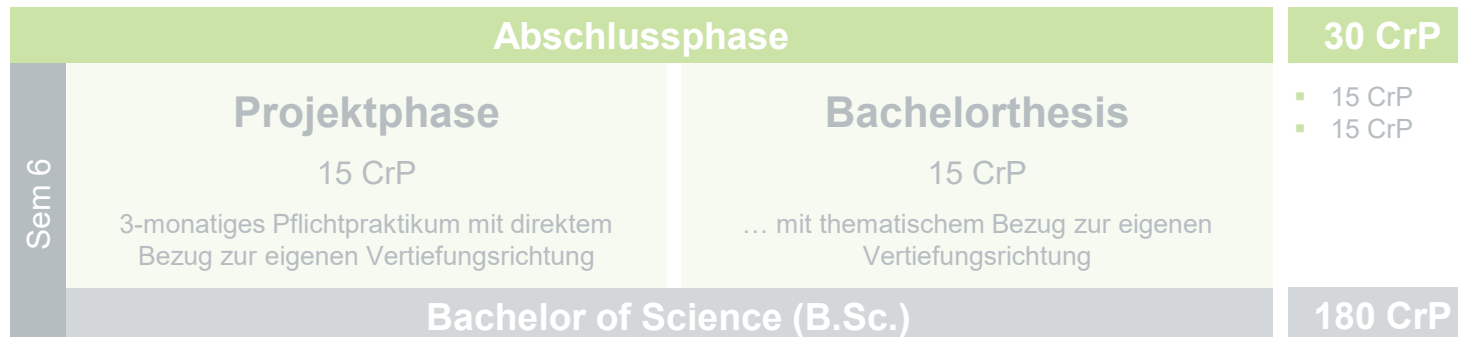 Abschlussphase
30 CrP
Sem 6
Projektphase
15 CrP
3-monatiges Pflichtpraktikum mit direktem
Bezug zur eigenen Vertiefungsrichtung
Bachelorthesis
15 CrP
… mit thematischem Bezug zur eigenen
Vertiefungsrichtung
▪ 15 CrP
▪ 15 CrP
Bachelor of Science (B.Sc.)
180 CrP